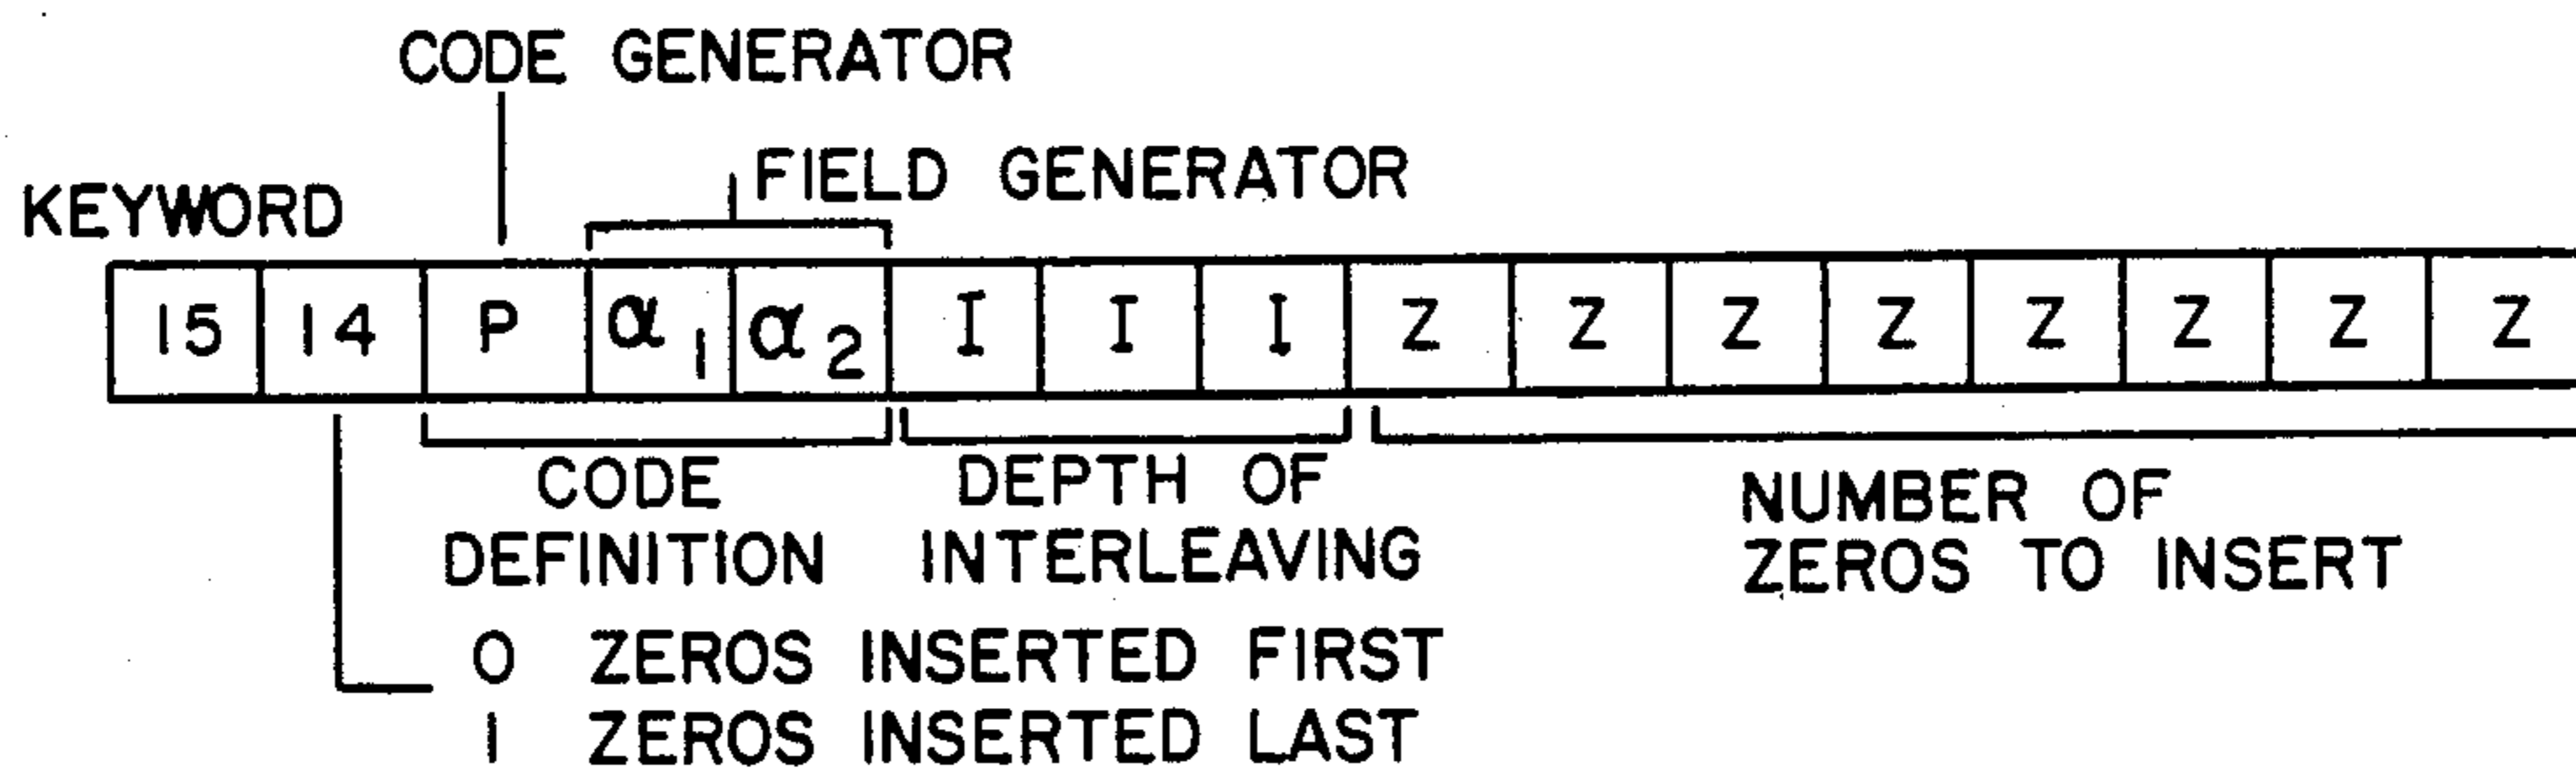 CODE GENERATOR
FIELD GENERATOR
KEYWORD
15 14 P α1 α2 I I I Z Z Z Z Z Z Z Z
CODE DEFINITION
DEPTH OF INTERLEAVING
NUMBER OF
ZEROS TO INSERT
0 ZEROS INSERTED FIRST
1 ZEROS INSERTED LAST